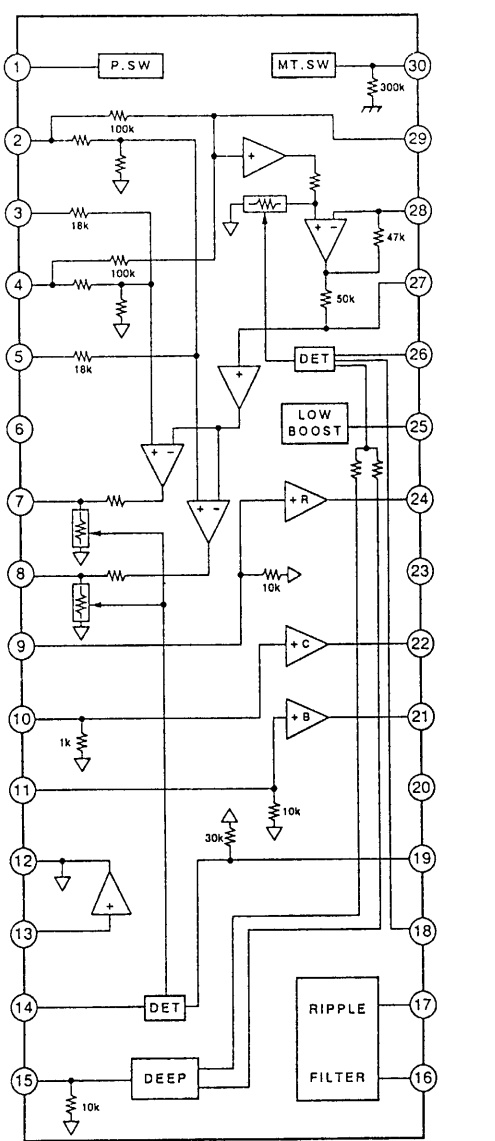 1
P.SW
MT.SW
30
300k
100k
2
29
3
18k
28
47k
100k
4
27
50k
5
18k
DET
26
6
LOW
BOOST
25
7
+ -
+ R
24
+ -
8
10k
23
9
+ C
22
10
1k
+ B
21
11
10k
20
30k
12
19
+
13
18
14
DET
RIPPLE
17
15
DEEP
FILTER
16
10k
+
+ -
+